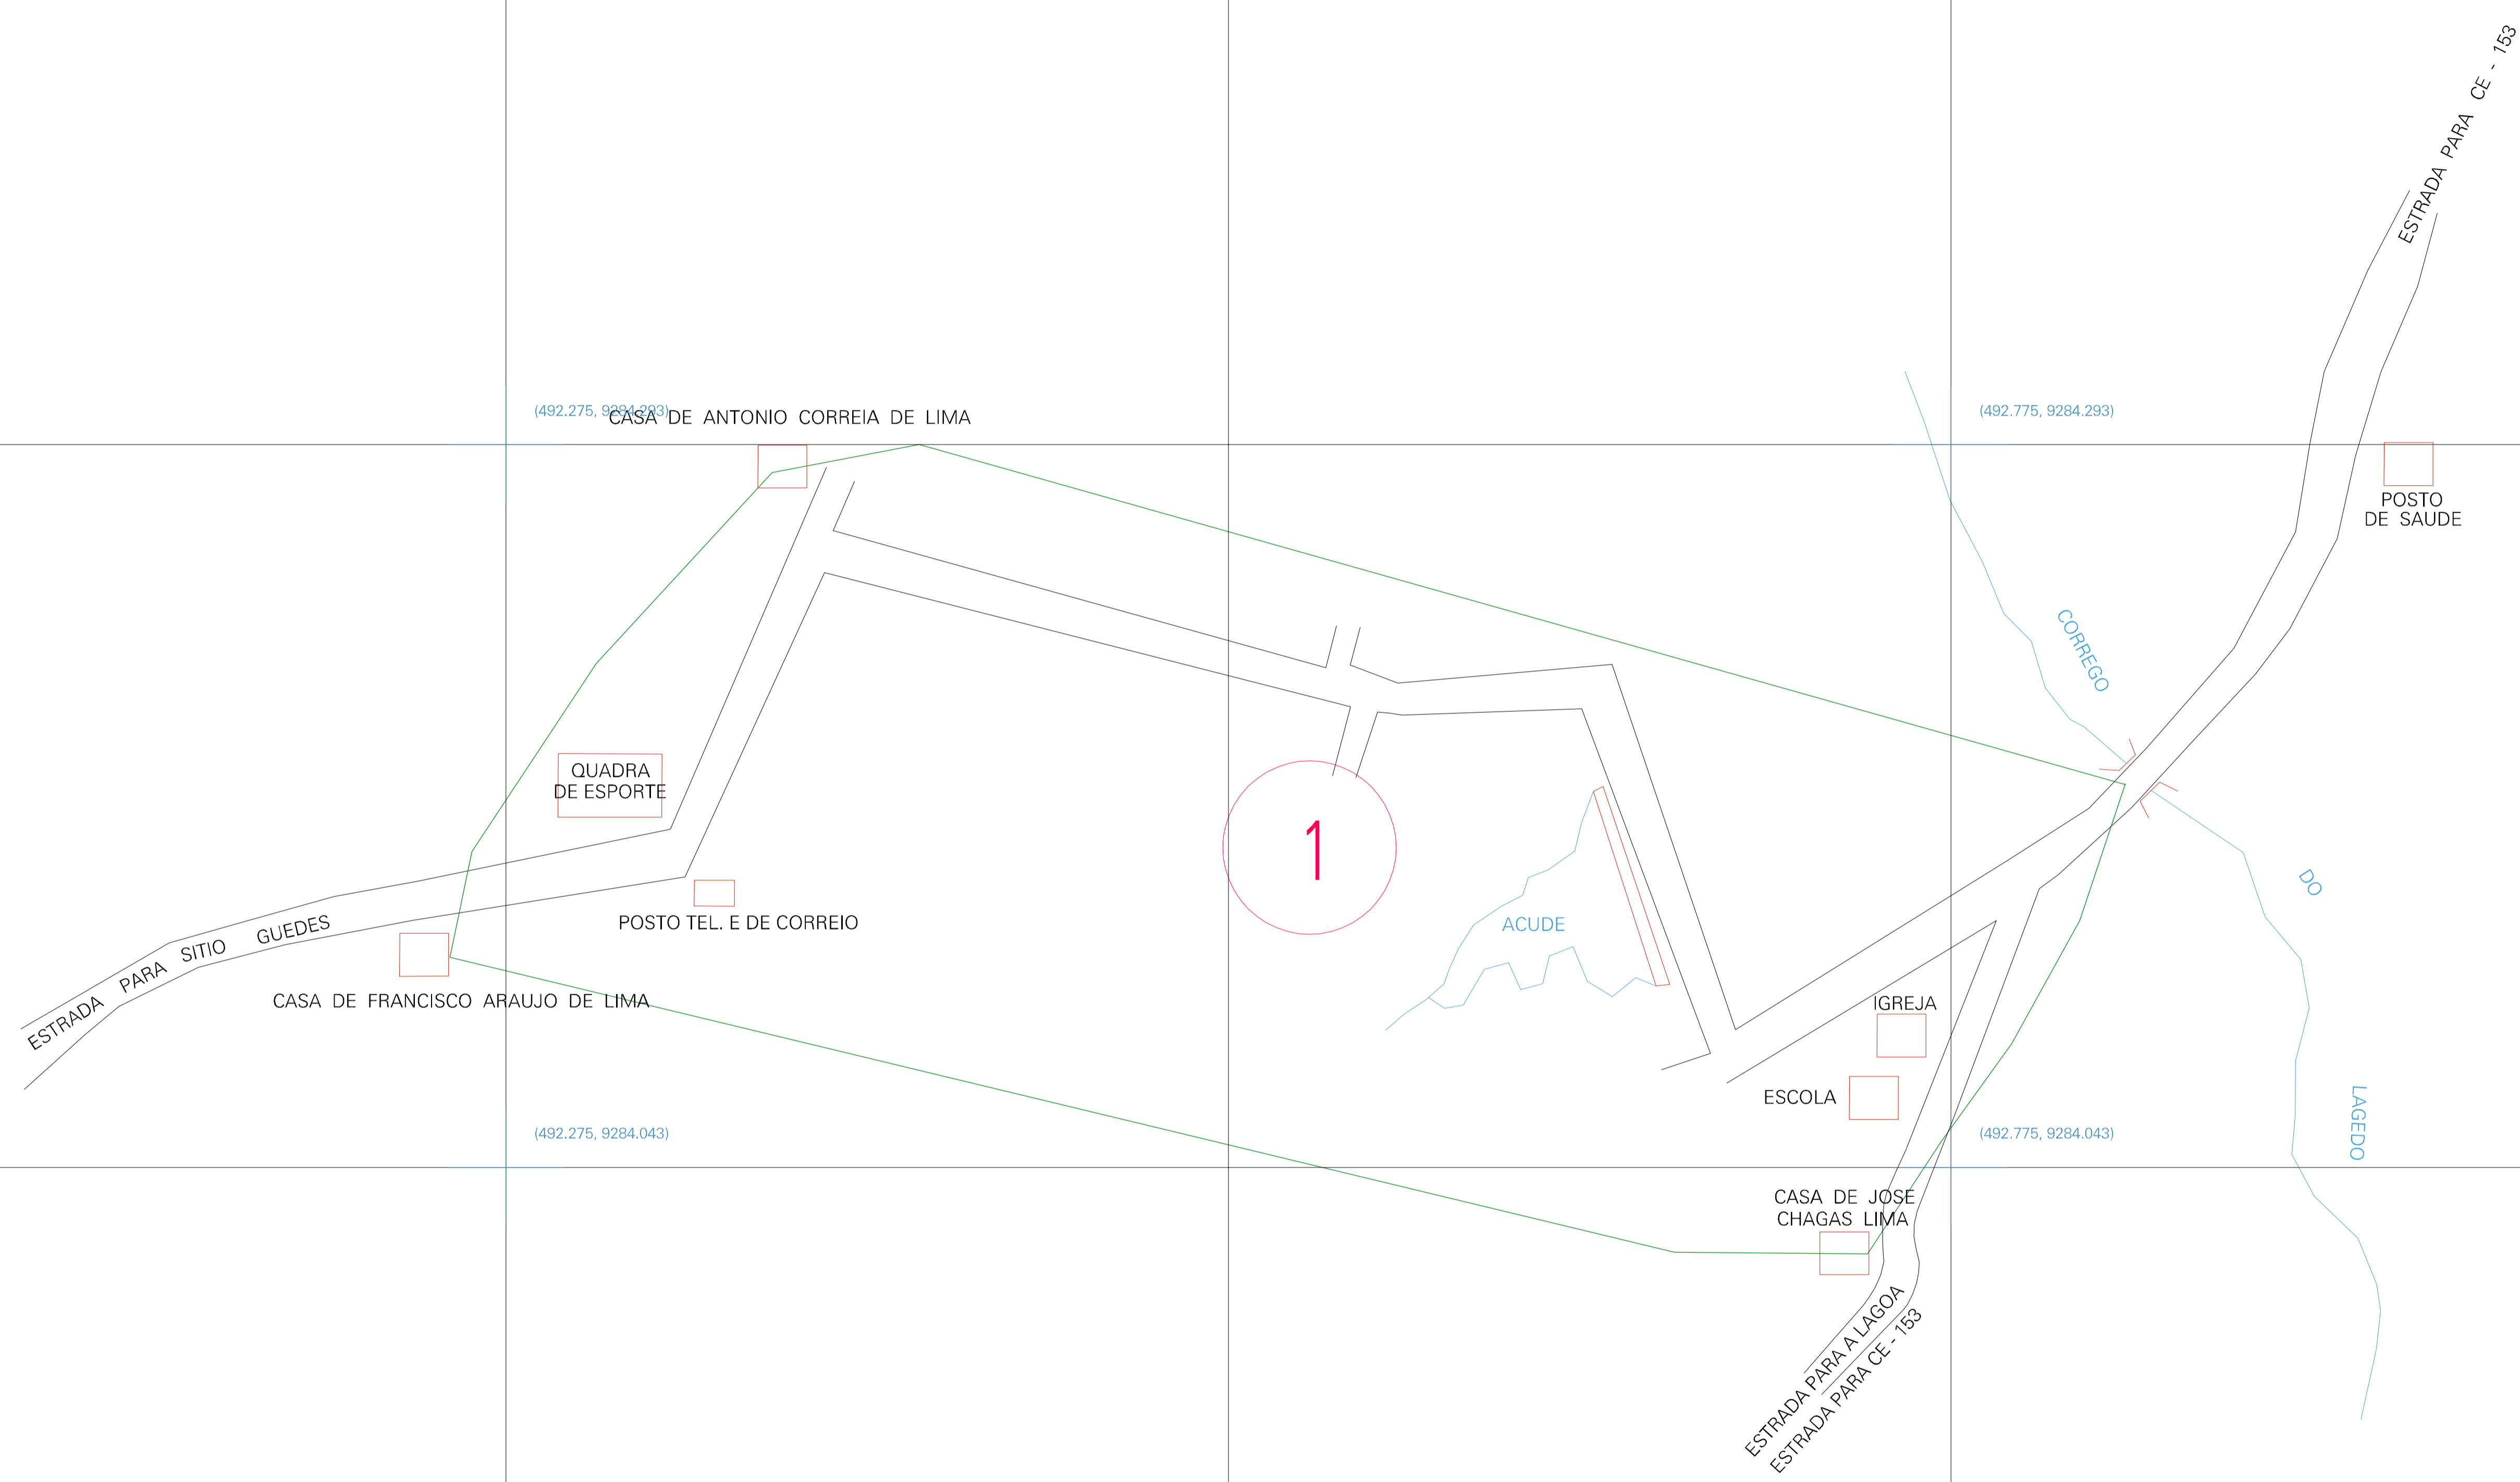 ESTRADA PARA CE - 153
(492.275, 9284.293)
CASA DE ANTONIO CORREIA DE LIMA
(492.775, 9284.293)
POSTO
DE SAUDE
CORREGO
QUADRA
DE ESPORTE
1
DO
POSTO TEL. E DE CORREIO
ACUDE
ESTRADA PARA SITIO GUEDES
CASA DE FRANCISCO ARAUJO DE LIMA
IGREJA
ESCOLA
LAGEDO
(492.275, 9284.043)
(492.775, 9284.043)
CASA DE JOSE
CHAGAS LIMA
ESTRADA PARA A LAGOA
ESTRADA PARA CE - 153